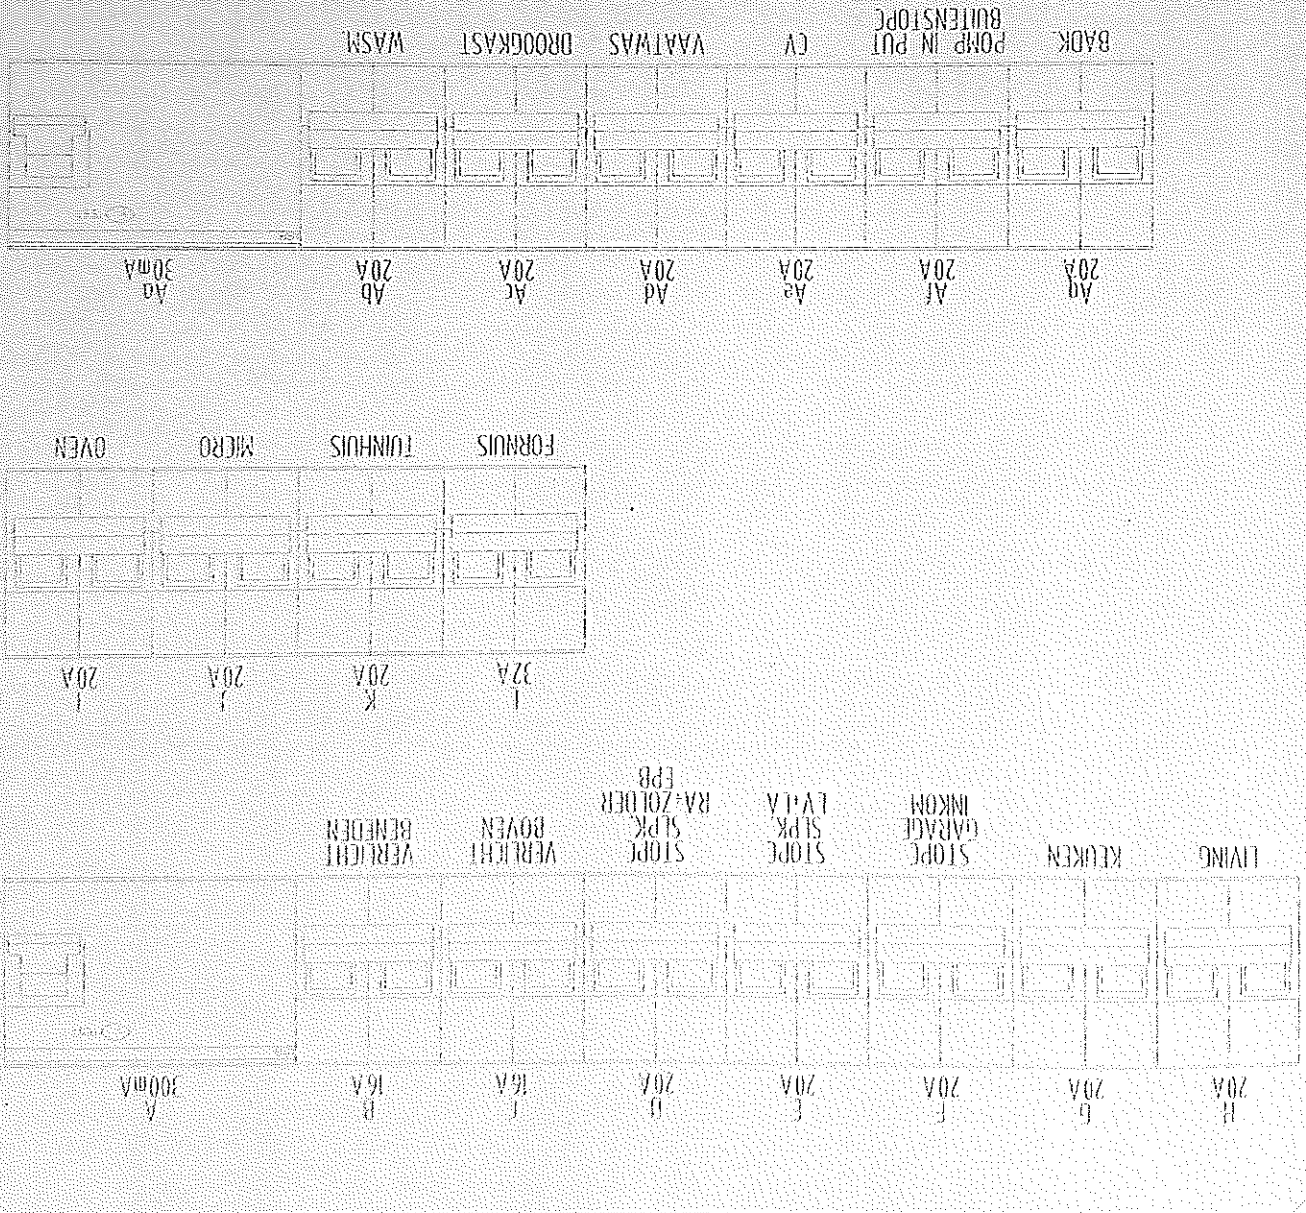 H G F E D C B A
20A 20A 20A 20A 20A 16A 16A 300mA
LIVING KEUKEN STOPC STOPC STOPC VERLICHT VERLICHT
GARAGE SLPK SLPK. BOVEN BENEDEN
INKOM EV+LA RA+ZOLDER
EPB
L K J I
32A 20A 20A 20A
FORNUIS TUINHUIS MICRO OVEN
Ag Af Ae Ad Ac Ab Aa
20A 20A 20A 20A 20A 20A 30mA
BADK. POMP IN PUT CV VAATWAS DROOGKAST WASM.
BUITENSTOPC